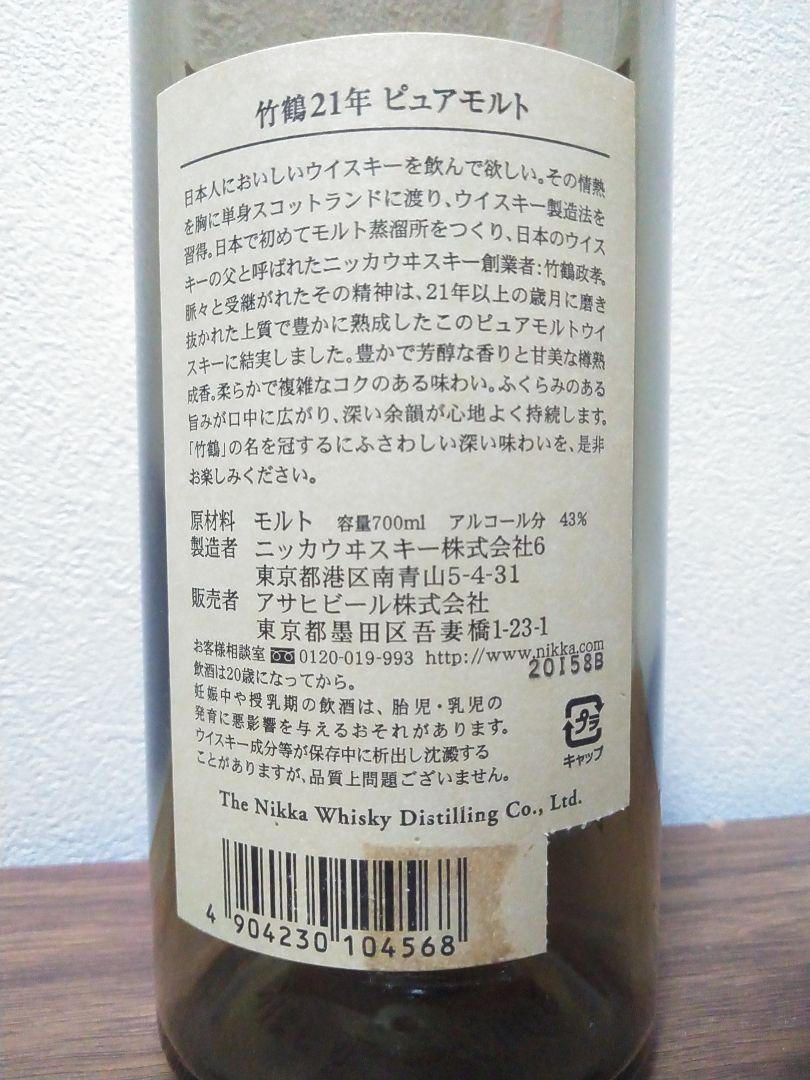 竹鶴21年 ピュアモルト
日本人においしいウイスキーを飲んで欲しい。その情熱
を胸に単身スコットランドに渡り、ウイスキー製造法を
習得。日本で初めてモルト蒸溜所をつくり、日本のウイス
キーの父と呼ばれたニッカウヰスキー創業者:竹鶴政孝。
脈々と受継がれたその精神は、21年以上の歳月に磨き
抜かれた上質で豊かに熟成したこのピュアモルトウイ
スキーに結実しました。豊かで芳醇な香りと甘美な樽熟
成香。柔らかで複雑なコクのある味わい。ふくらみのある
旨みが口中に広がり、深い余韻が心地よく持続します。
「竹鶴」の名を冠するにふさわしい深い味わいを、是非
お楽しみください。
原材料 モルト 容量700ml アルコール分 43%
製造者 ニッカウヰスキー株式会社6
東京都港区南青山5-4-31
販売者 アサヒビール株式会社
東京都墨田区吾妻橋1-23-1
お客様相談室 0120-019-993 http://www.nikka.com
20158B
飲酒は20歳になってから。
妊娠中や授乳期の飲酒は、胎児・乳児の
発育に悪影響を与えるおそれがあります。
ウイスキー成分等が保存中に析出し沈澱する
ことがありますが、品質上問題ございません。
プラ
キャップ
The Nikka Whisky Distilling Co., Ltd.
4 904230 104568